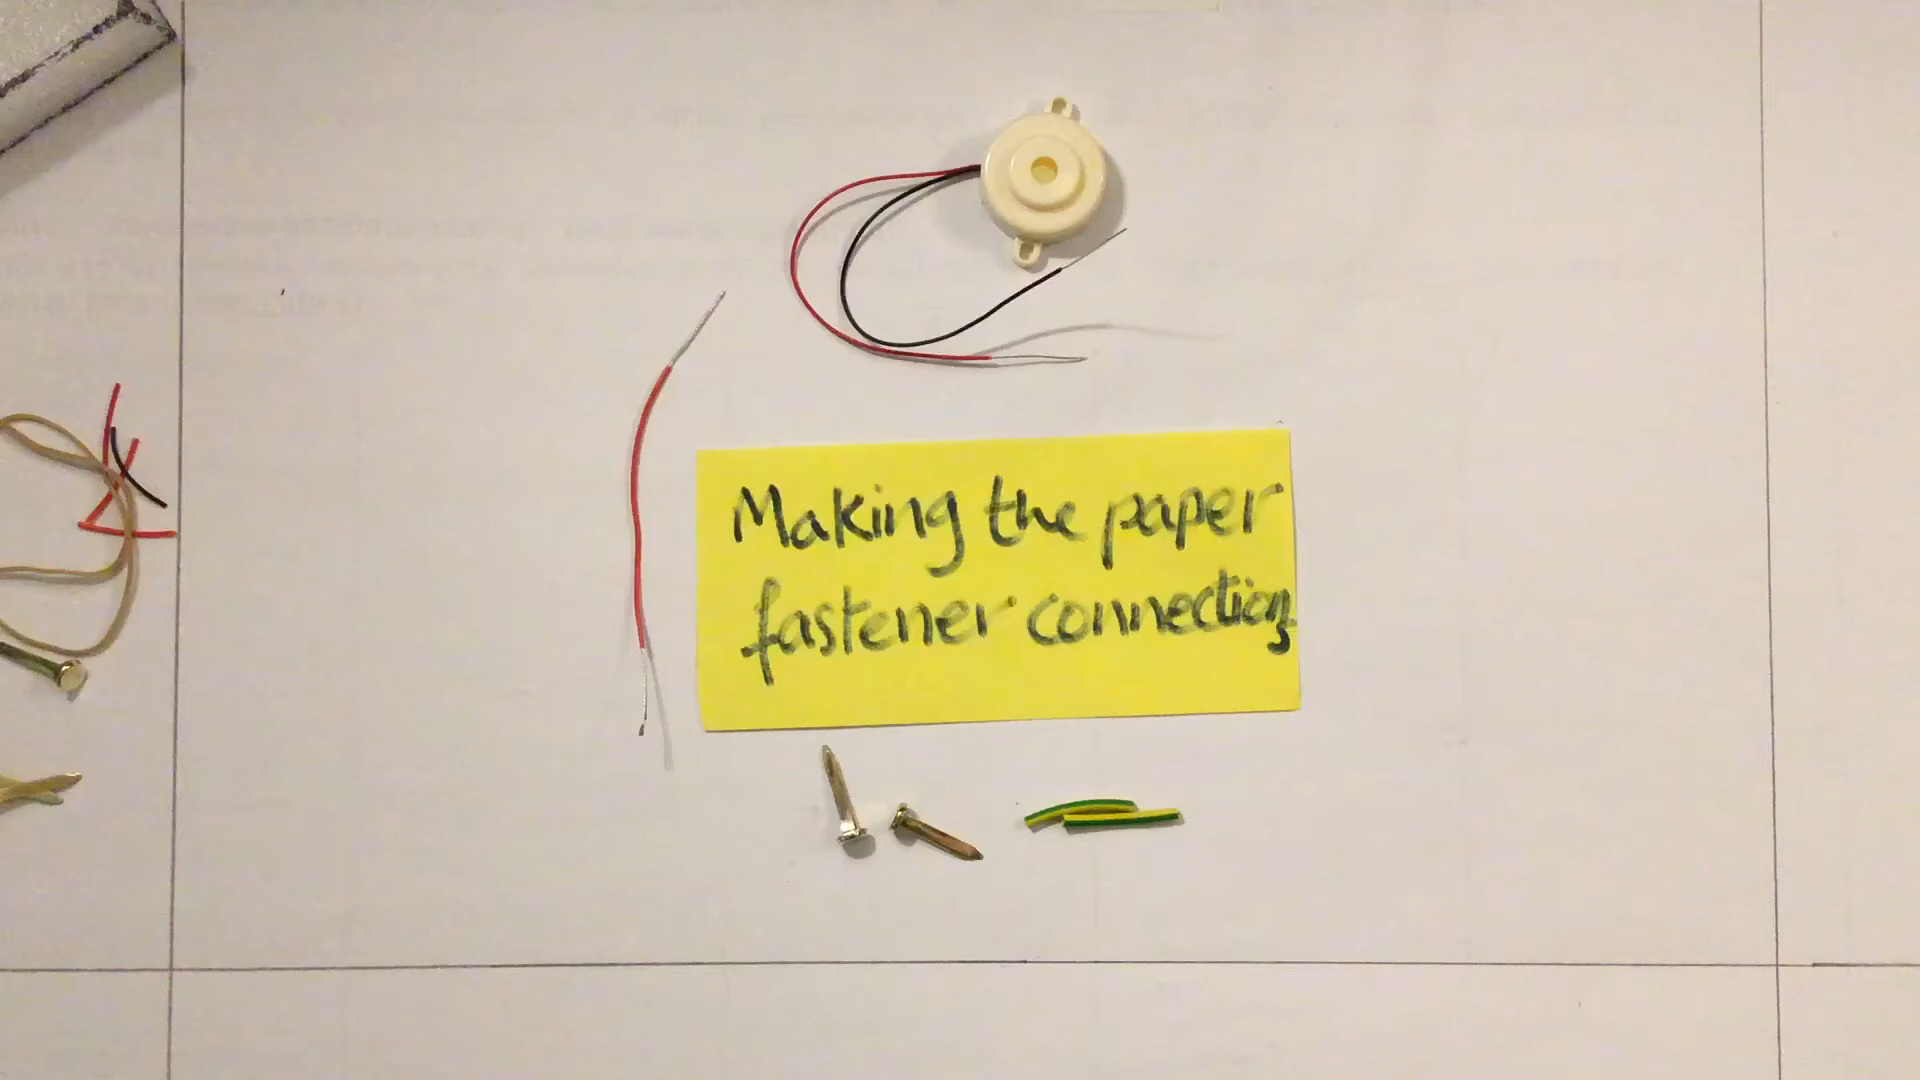 Making the paper
fastener connection